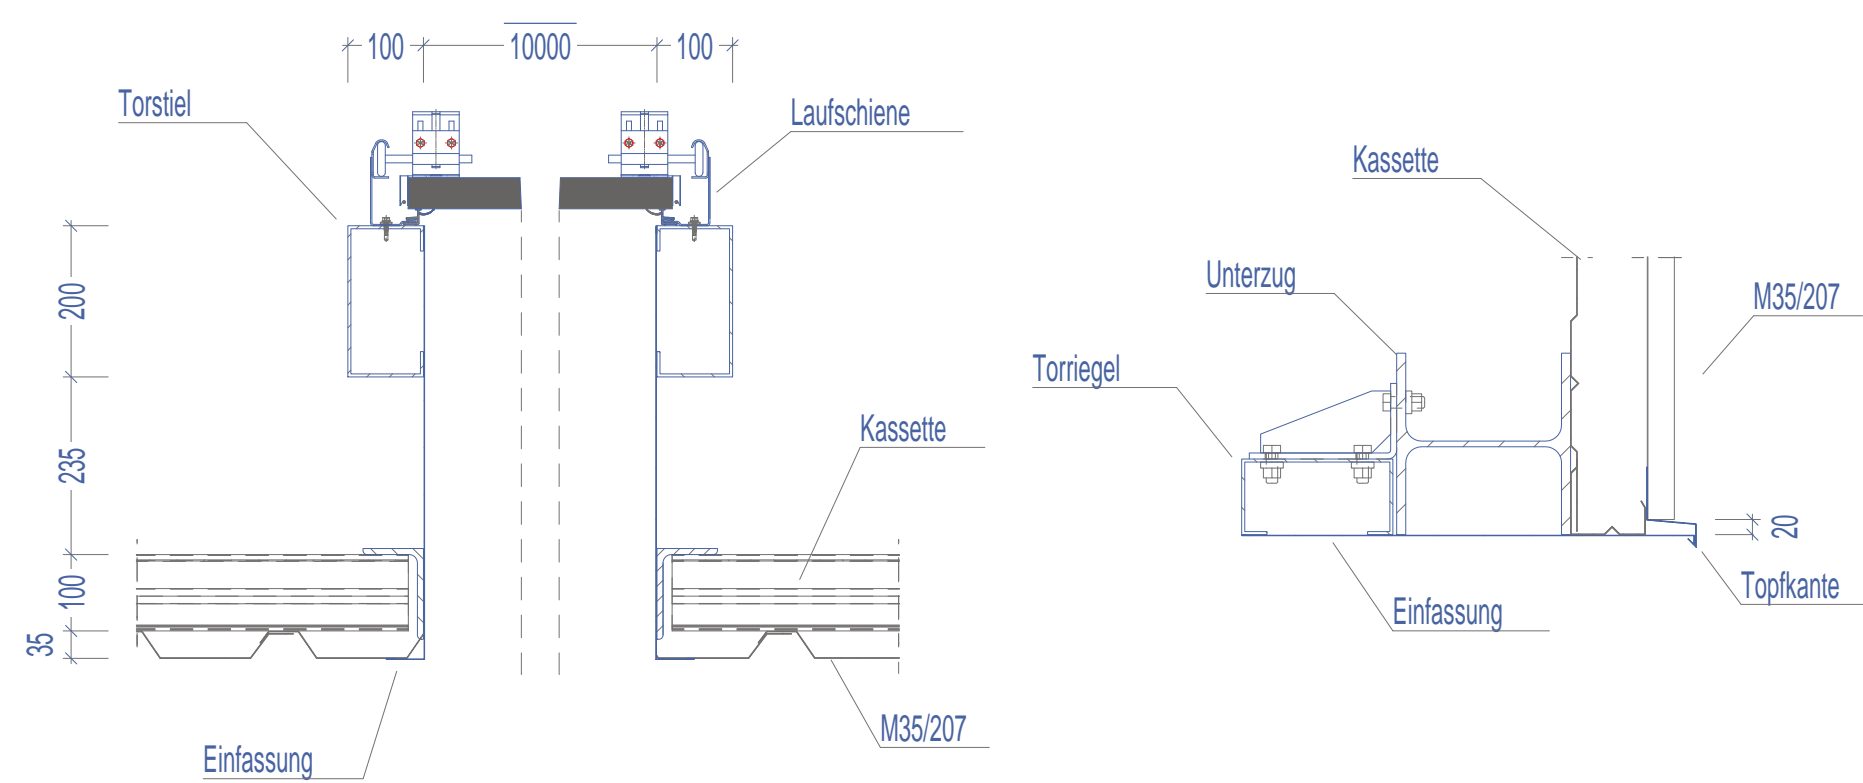 100
10000
100
Torstiel
Laufschiene
200
235
100
35
Kassette
M35/207
Einfassung
Kassette
Unterzug
M35/207
Torriegel
20
Topfkante
Einfassung